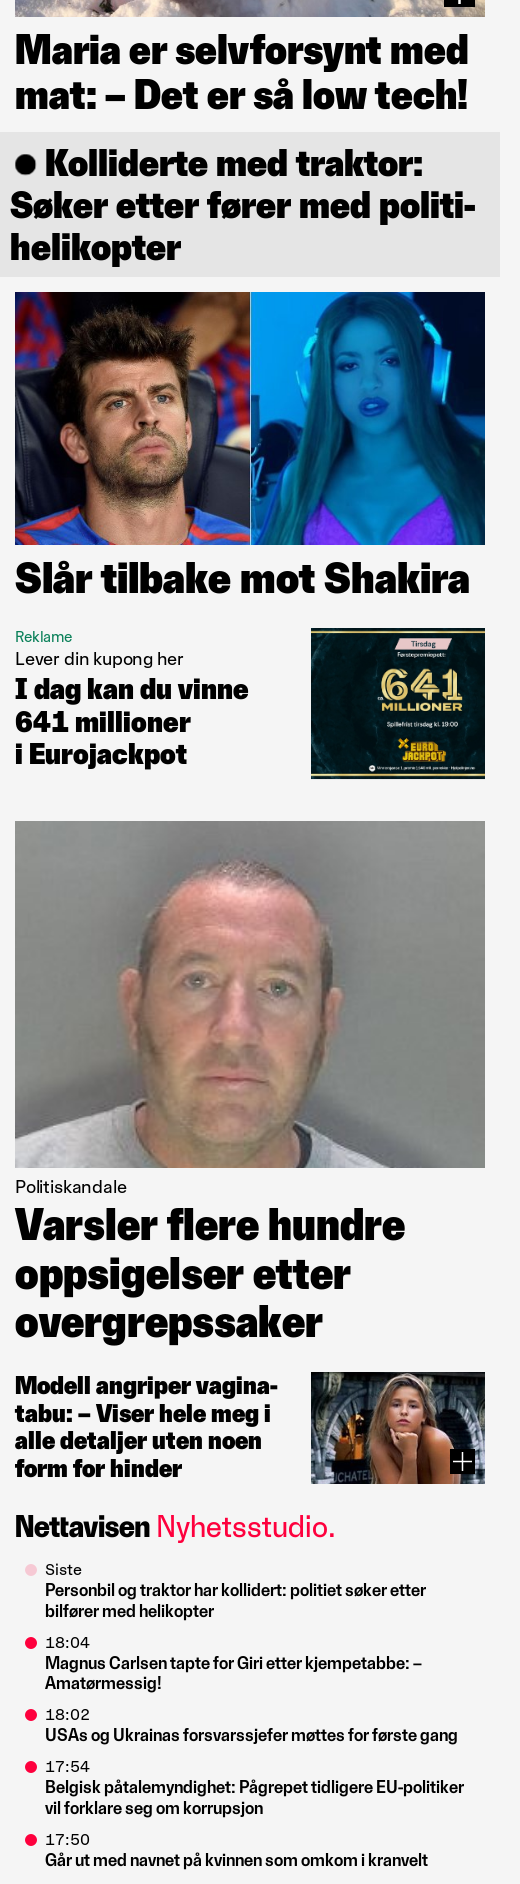 Maria er selvforsynt med
mat: – Det er så low tech!
Kolliderte med traktor:
Søker etter fører med politi-
helikopter
Slår tilbake mot Shakira
Reklame
Lever din kupong her
I dag kan du vinne
641 millioner
i Eurojackpot
Tirsdag
Førstepremiepott:
641
MILLIONER
Spillefrist tirsdag kl. 19:00
EURO
JACKPOT
Politiskandale
Varsler flere hundre
oppsigelser etter
overgrepssaker
Modell angriper vagina-
tabu: – Viser hele meg i
alle detaljer uten noen
form for hinder
Nettavisen Nyhetsstudio.
Siste
Personbil og traktor har kollidert: politiet søker etter
bilfører med helikopter
18:04
Magnus Carlsen tapte for Giri etter kjempetabbe: –
Amatørmessig!
18:02
USAs og Ukrainas forsvarssjefer møttes for første gang
17:54
Belgisk påtalemyndighet: Pågrepet tidligere EU-politiker
vil forklare seg om korrupsjon
17:50
Går ut med navnet på kvinnen som omkom i kranvelt